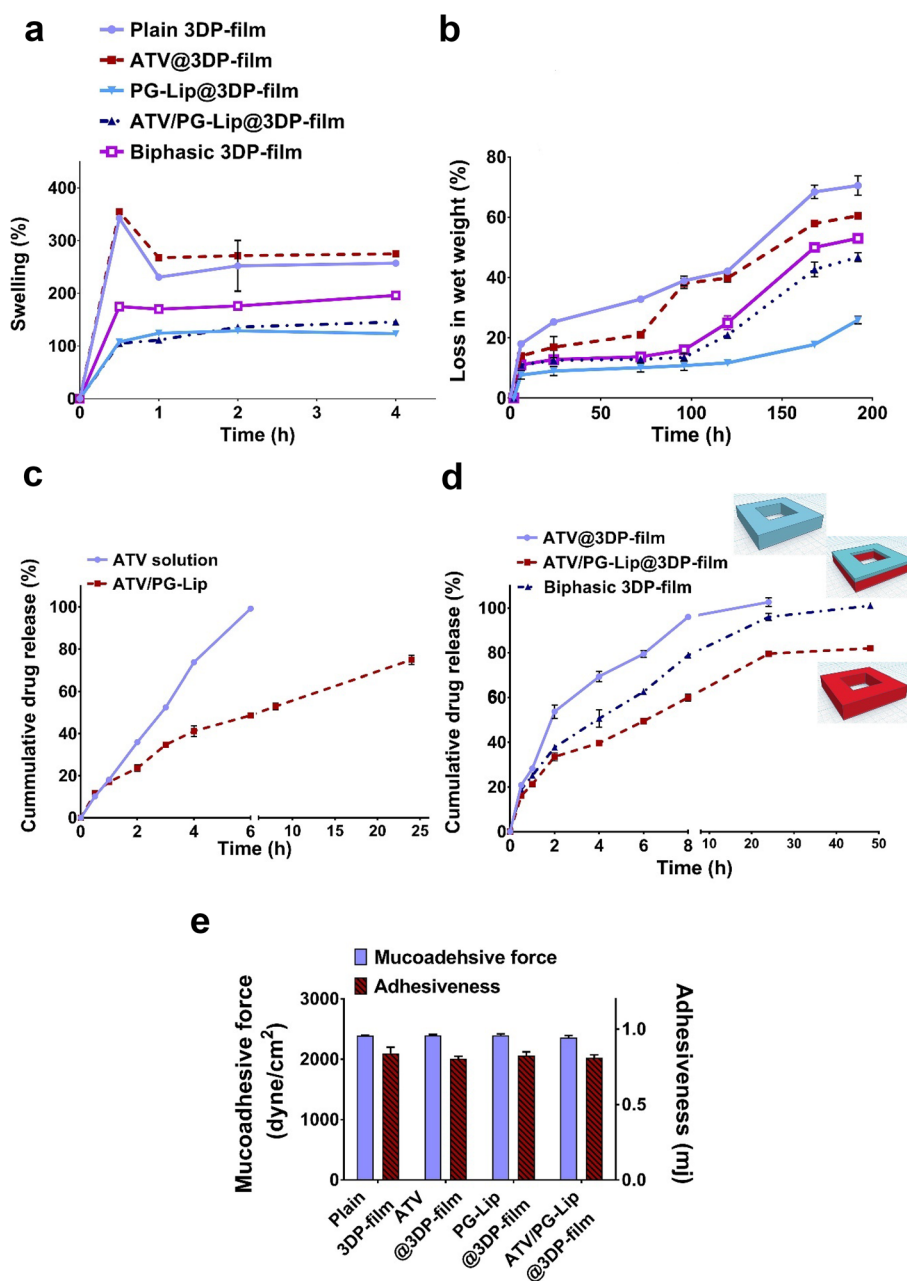 a
Plain 3DP-film
ATV@3DP-film
PG-Lip@3DP-film
ATV/PG-Lip@3DP-film
Biphasic 3DP-film
Swelling (%)
400
300
200
100
0
0 1 2 3 4
Time (h)
b
Loss in wet weight (%)
80
60
40
20
0
50 100 150 200
Time (h)
c
ATV solution
ATV/PG-Lip
Cummulative drug release (%)
100
80
60
40
20
0
0 2 4 6 10 15 20 25
Time (h)
d
ATV@3DP-film
ATV/PG-Lip@3DP-film
Biphasic 3DP-film
Cumulative drug release (%)
100
80
60
40
20
0
0 2 4 6 8 10 20 30 40 50
Time (h)
e
Mucoadehsive force
Adhesiveness
Mucoadhesive force
(dyne/cm²)
3000
2000
1000
0
Adhesiveness (mj)
1.0
0.5
0.0
Plain
3DP-film
ATV
@3DP-film
PG-Lip
@3DP-film
ATV/PG-Lip
@3DP-film